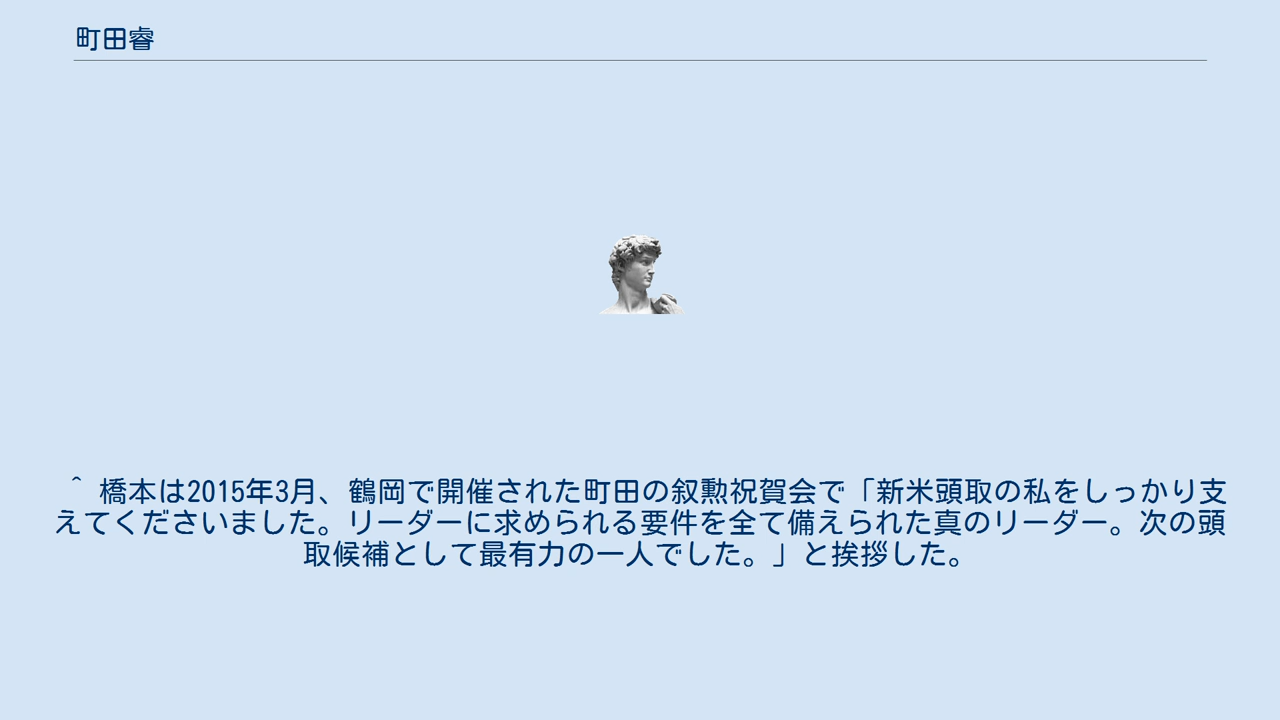 町田睿
^ 橋本は2015年3月、鶴岡で開催された町田の叙勲祝賀会で「新米頭取の私をしっかり支
えてくださいました。リーダーに求められる要件を全て備えられた真のリーダー。次の頭
取候補として最有力の一人でした。」と挨拶した。